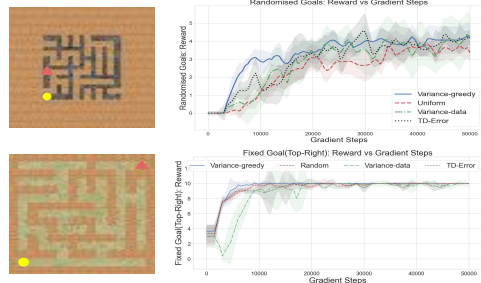 Randomised Goals: Reward vs Gradient Steps
Randomised Goals: Reward
5
4
3
2
1
0
Variance-greedy
Uniform
Variance-data
TD-Error
0 10000 20000 30000 40000 50000
Gradient Steps
Fixed Goal(Top-Right): Reward vs Gradient Steps
Fixed Goal(Top-Right): Reward
Variance-greedy Random Variance-data TD-Error
10
8
6
4
2
0
0 10000 20000 30000 40000 50000
Gradient Steps